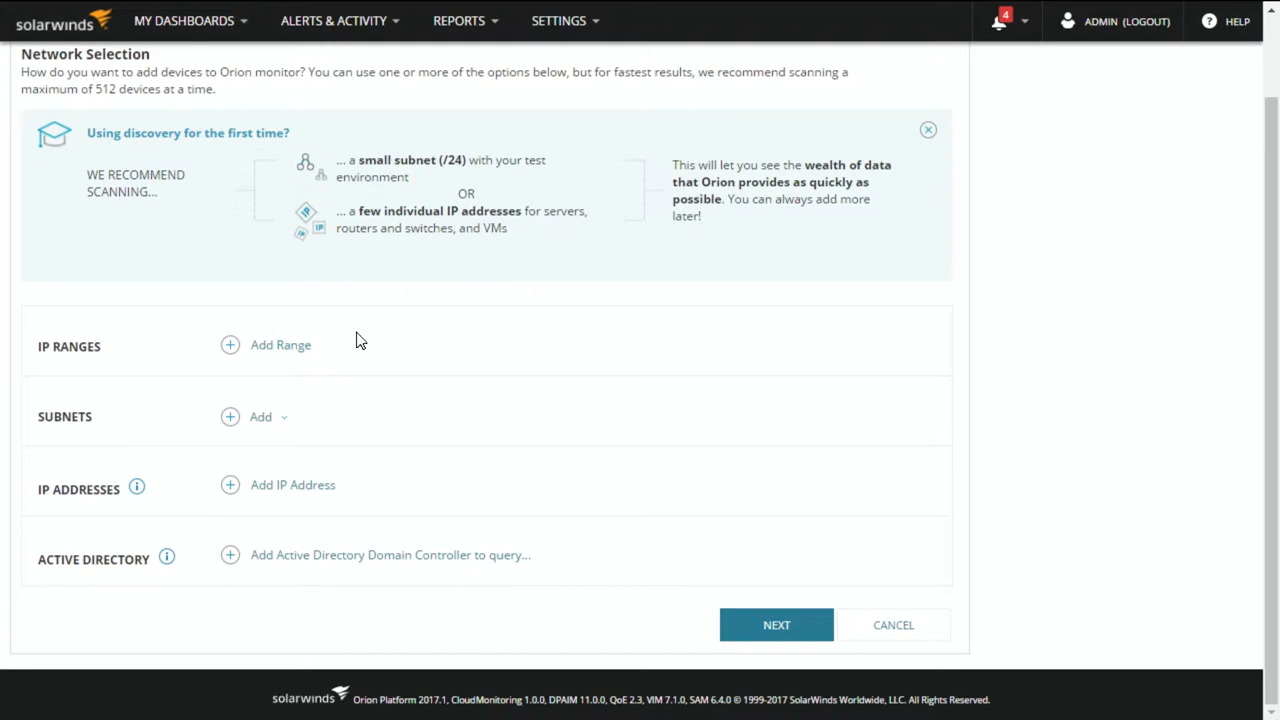 solarwinds MY DASHBOARDS ALERTS & ACTIVITY REPORTS SETTINGS 4 ADMIN (LOGOUT) ? HELP
Network Selection
How do you want to add devices to Orion monitor? You can use one or more of the options below, but for fastest results, we recommend scanning a
maximum of 512 devices at a time.
Using discovery for the first time?
WE RECOMMEND
SCANNING...
... a small subnet (/24) with your test
environment
OR
IP
... a few individual IP addresses for servers,
IP IP
routers and switches, and VMs
This will let you see the wealth of data
that Orion provides as quickly as
possible. You can always add more
later!
IP RANGES Add Range
SUBNETS Add
IP ADDRESSES i Add IP Address
ACTIVE DIRECTORY i Add Active Directory Domain Controller to query...
NEXT CANCEL
solarwinds Orion Platform 2017.1, CloudMonitoring 1.0.0, DPAIM 11.0.0, QoE 2.3, VIM 7.1.0, SAM 6.4.0 © 1999-2017 SolarWinds Worldwide, LLC. All Rights Reserved.